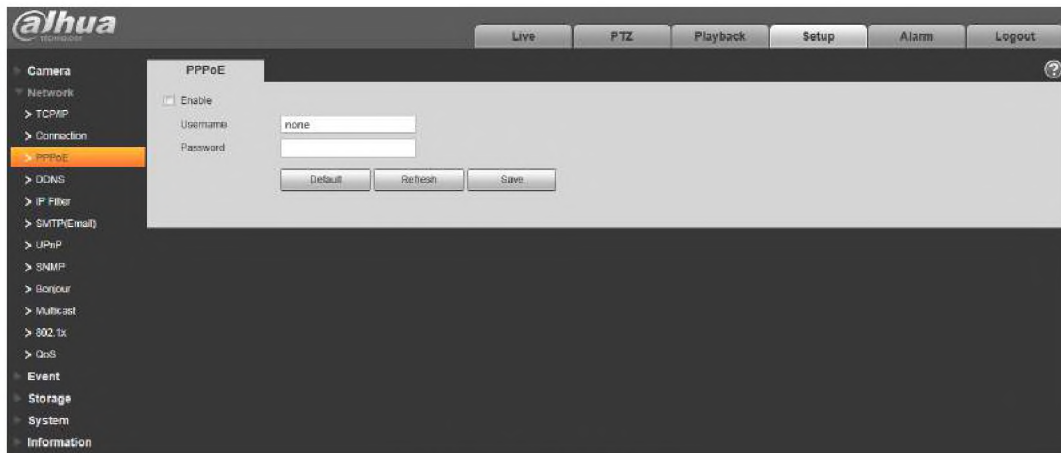 alhua
TECHNOLOGY
Live PTZ Playback Setup Alarm Logout
Camera
Network
> TCP/IP
> Connection
> PPPoE
> DDNS
> IP Filter
> SMTP(Email)
> UPnP
> SNMP
> Bonjour
> Multicast
> 802.1x
> QoS
Event
Storage
System
Information
PPPoE
?
Enable
Username none
Password
Default Refresh Save